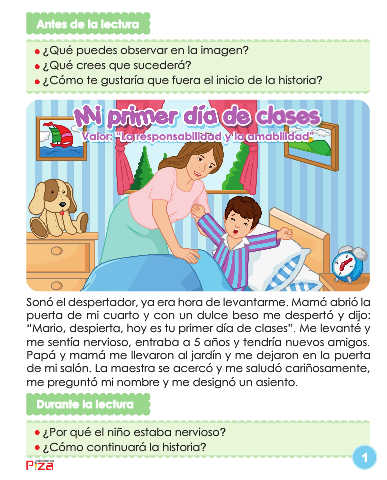 Antes de la lectura
¿Qué puedes observar en la imagen?
¿Qué crees que sucederá?
¿Cómo te gustaría que fuera el inicio de la historia?
Mi primer día de clases
Valor: "La responsabilidad y la amabilidad"
Sonó el despertador, ya era hora de levantarme. Mamá abrió la
puerta de mi cuarto y con un dulce beso me despertó y dijo:
"Mario, despierta, hoy es tu primer día de clases". Me levanté y
me sentía nervioso, entraba a 5 años y tendría nuevos amigos.
Papá y mamá me llevaron al jardín y me dejaron en la puerta
de mi salón. La maestra se acercó y me saludó cariñosamente,
me preguntó mi nombre y me designó un asiento.
Durante la lectura
¿Por qué el niño estaba nervioso?
¿Cómo continuará la historia?
1